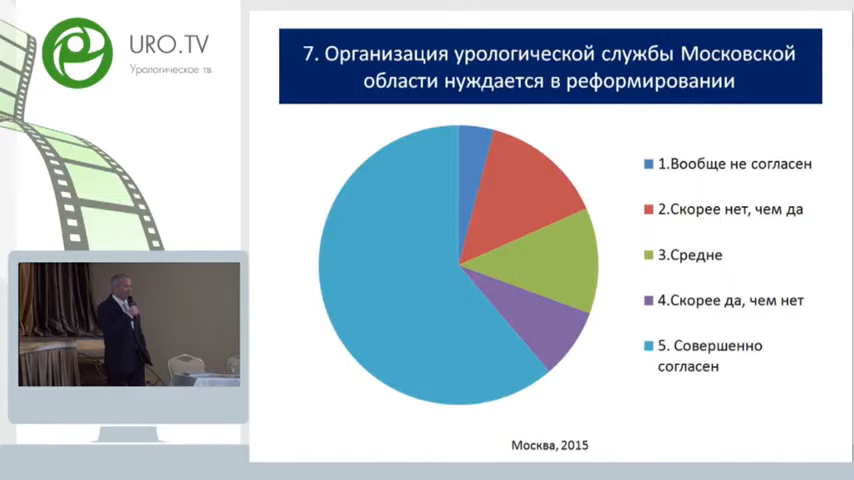 URO.TV
Урологическое тв
7. Организация урологической службы Московской
области нуждается в реформировании
1.Вообще не согласен
2.Скорее нет, чем да
3.Средне
4.Скорее да, чем нет
5. Совершенно
согласен
Москва, 2015